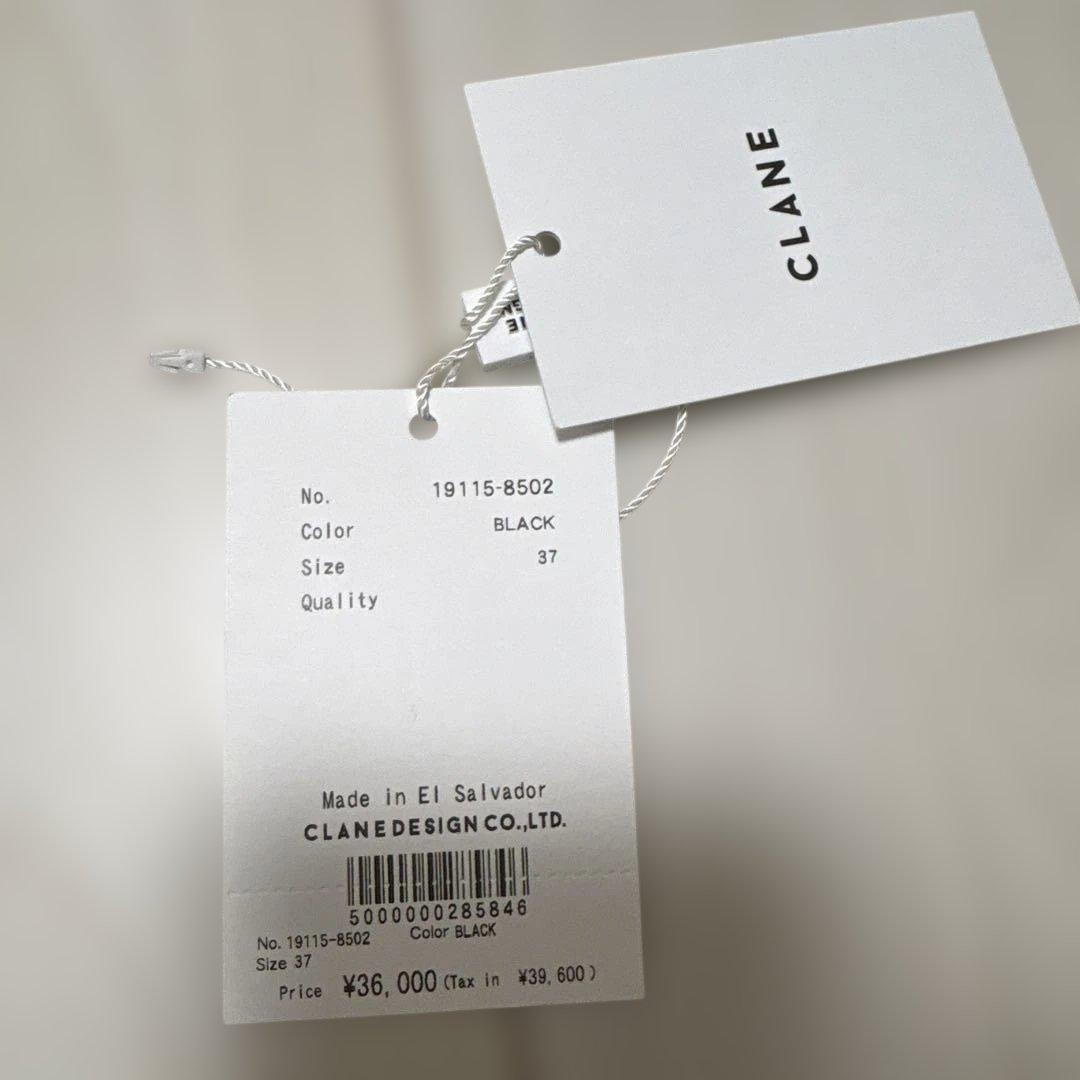 CLANE
No. 19115-8502
Color BLACK
Size 37
Quality
Made in El Salvador
CLANE DESIGN CO.,LTD.
5000000285846
No. 19115-8502 Color BLACK
Size 37
Price ¥36,000 (Tax in ¥39,600)